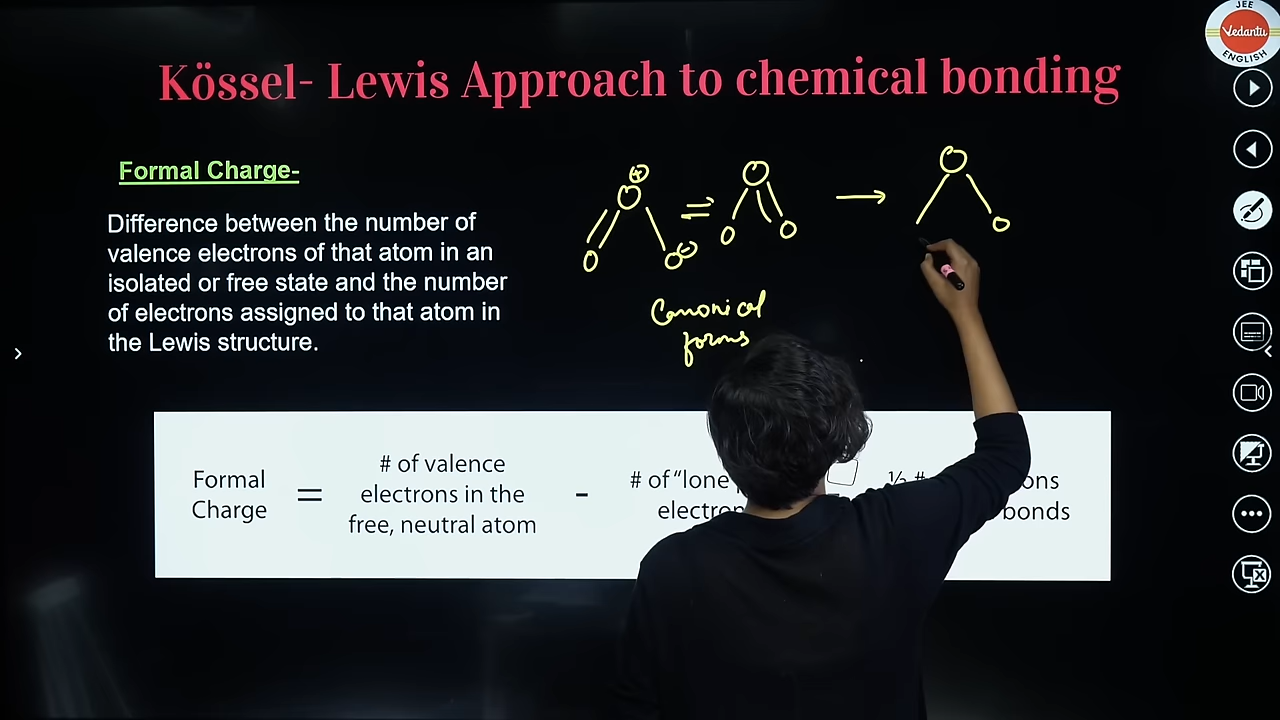 JEE
Vedantu
ENGLISH
Kössel- Lewis Approach to chemical bonding
Formal Charge-
Difference between the number of
valence electrons of that atom in an
isolated or free state and the number
of electrons assigned to that atom in
the Lewis structure.
O ⊕
O O ⊖
=
O
O O
→
O
O
Canonical
forms
Formal
Charge
=
# of valence
electrons in the
free, neutral atom
-
# of "lone
½ #
bonds